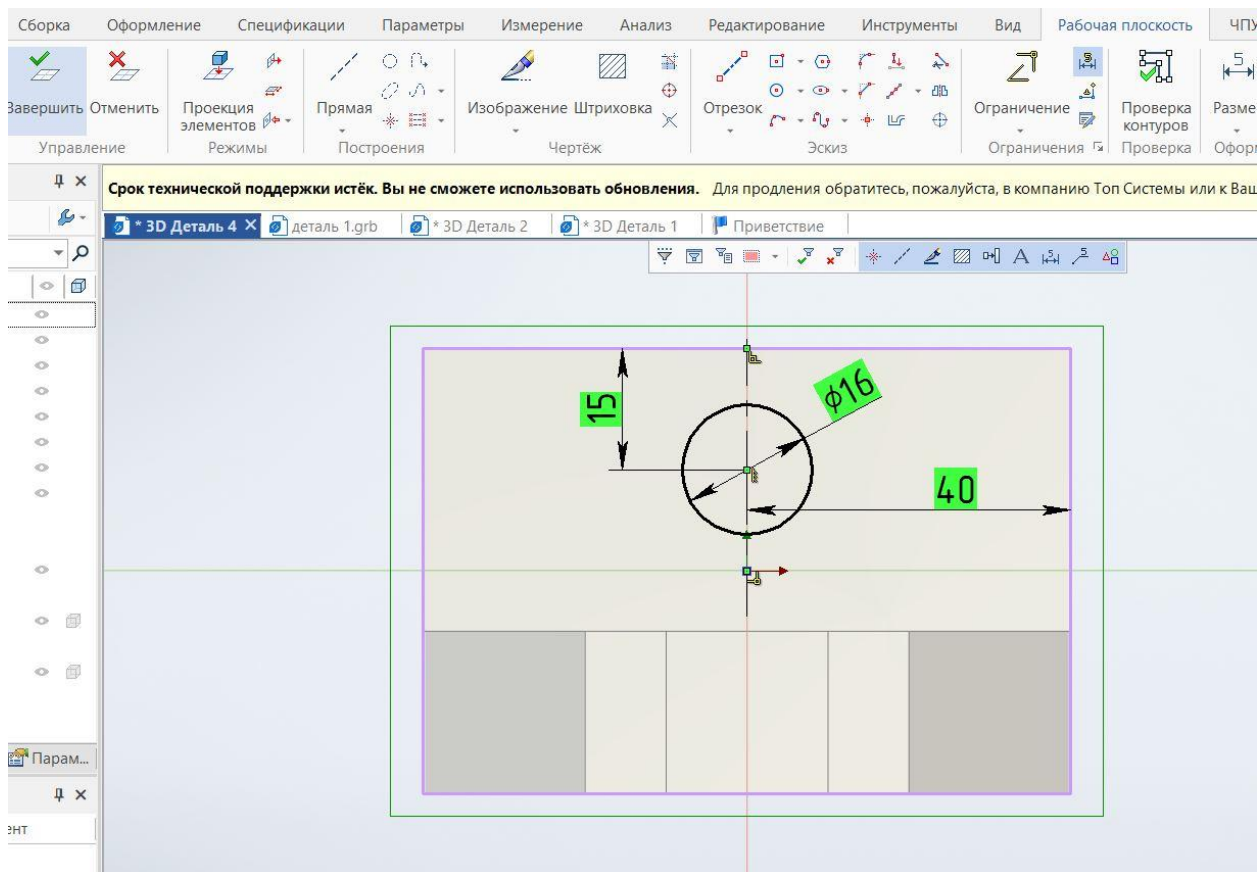 Сборка Оформление Спецификации Параметры Измерение Анализ Редактирование Инструменты Вид Рабочая плоскость ЧПУ
Завершить Отменить Проекция элементов Прямая Изображение Штриховка Отрезок Ограничение Проверка контуров Разме
Управление Режимы Построения Чертёж Эскиз Ограничения Проверка Оформ
Срок технической поддержки истёк. Вы не сможете использовать обновления. Для продления обратитесь, пожалуйста, в компанию Топ Системы или к Ваш
* 3D Деталь 4 деталь 1.grb * 3D Деталь 2 * 3D Деталь 1 Приветствие
15
ϕ16
40
Парам...
ент